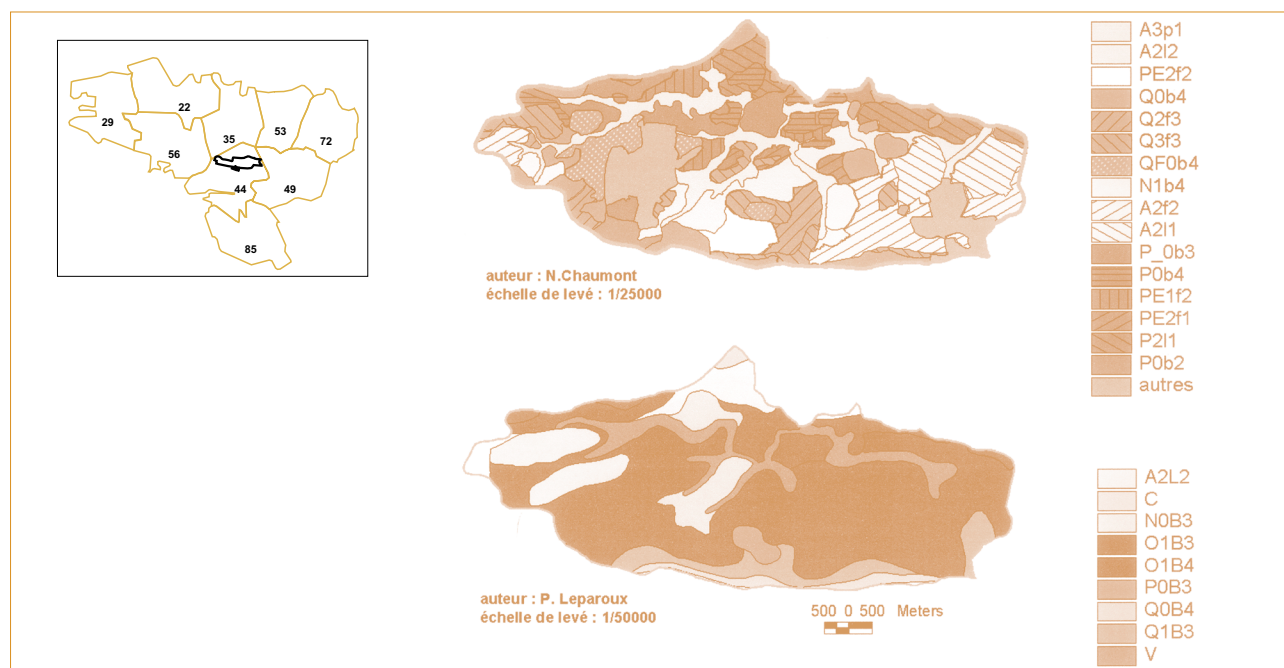 22
29
35
53
72
56
44
49
85
auteur : N.Chaumont
échelle de levé : 1/25000
A3p1
A2l2
PE2f2
Q0b4
Q2f3
Q3f3
QF0b4
N1b4
A2f2
A2l1
P_0b3
P0b4
PE1f2
PE2f1
P2l1
P0b2
autres
auteur : P. Leparoux
échelle de levé : 1/50000
500 0 500 Meters
A2L2
C
N0B3
O1B3
O1B4
P0B3
Q0B4
Q1B3
V